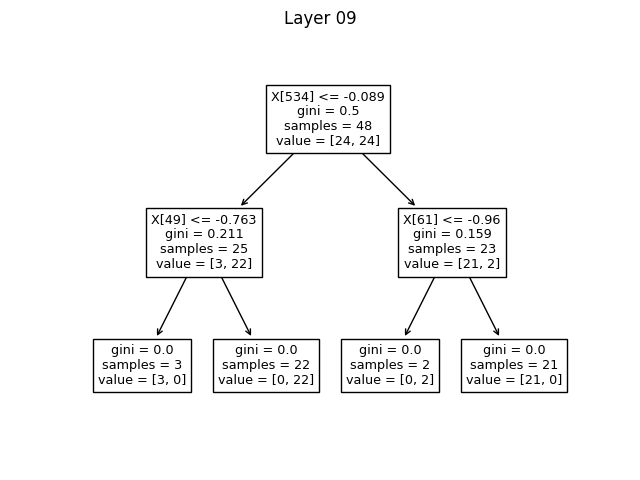 Layer 09
X[534] <= -0.089
gini = 0.5
samples = 48
value = [24, 24]
X[49] <= -0.763
gini = 0.211
samples = 25
value = [3, 22]
X[61] <= -0.96
gini = 0.159
samples = 23
value = [21, 2]
gini = 0.0
samples = 3
value = [3, 0]
gini = 0.0
samples = 22
value = [0, 22]
gini = 0.0
samples = 2
value = [0, 2]
gini = 0.0
samples = 21
value = [21, 0]